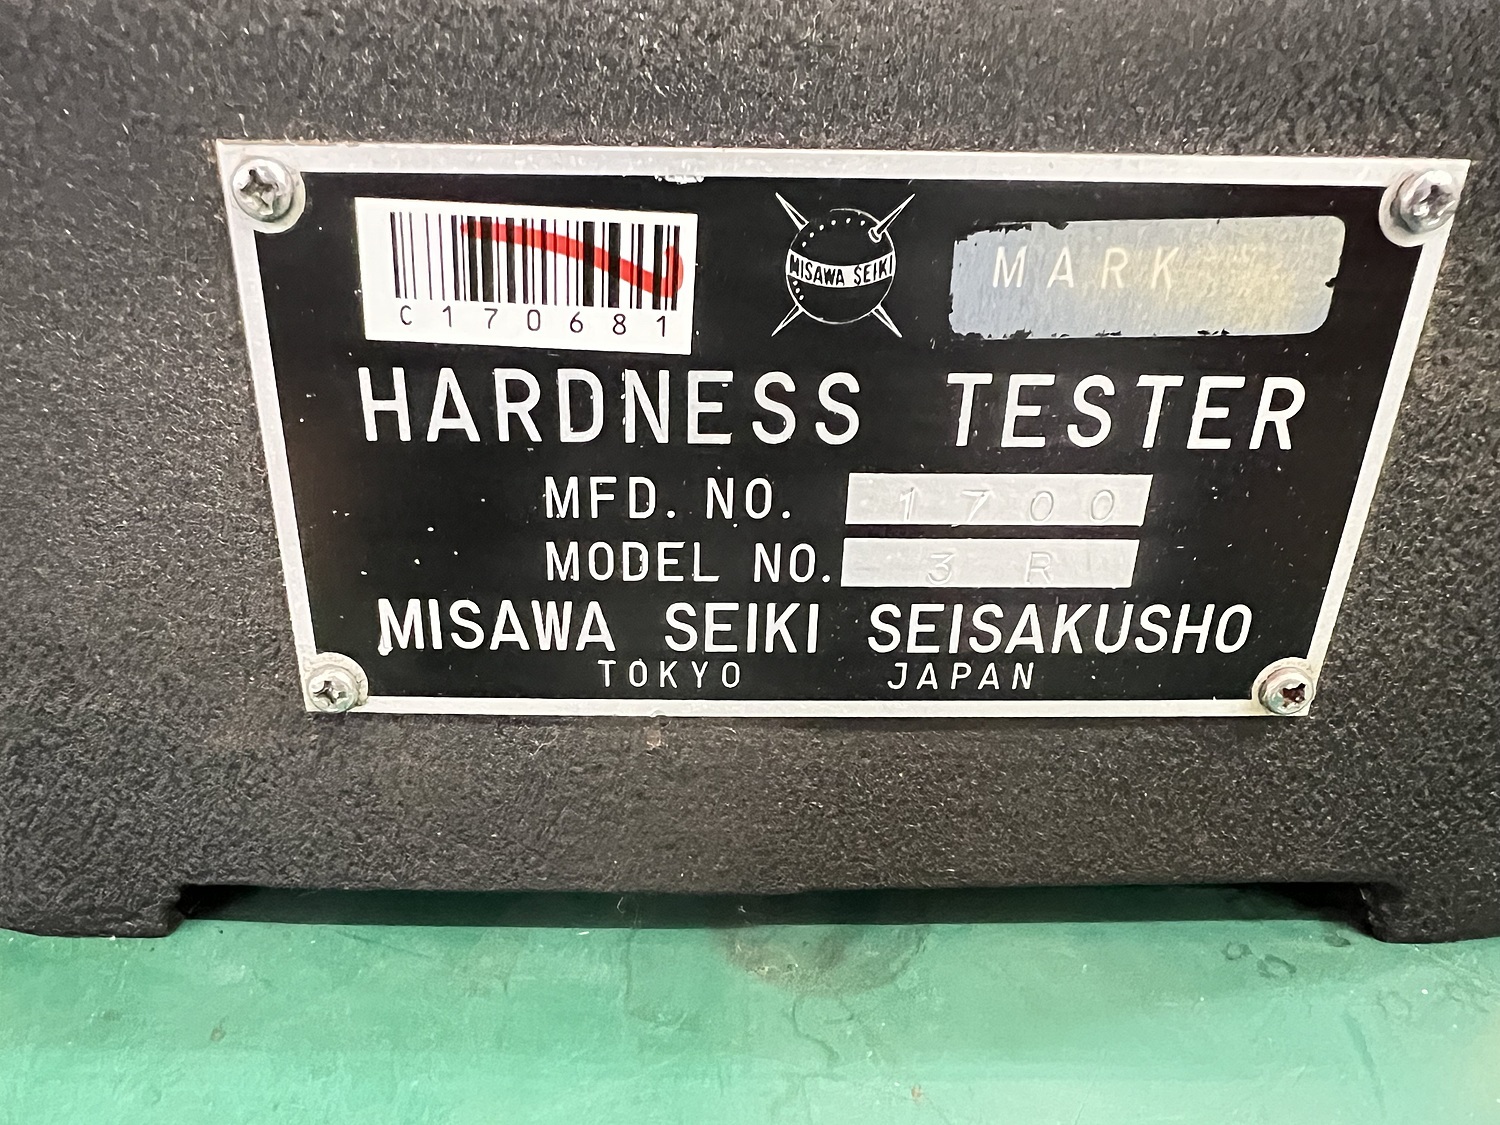 C170681
MISAWA SEIKI
MARK
HARDNESS TESTER
MFD. NO. 1700
MODEL NO. 3 R
MISAWA SEIKI SEISAKUSHO
TOKYO JAPAN